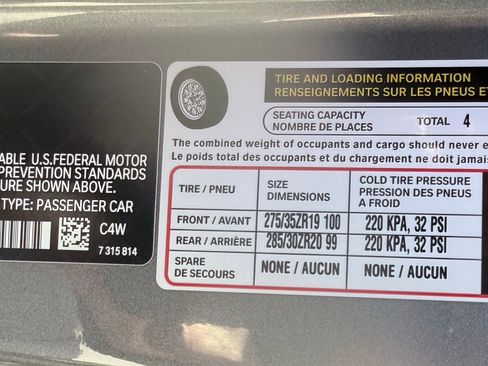 ABLE U.S.FEDERAL MOTOR
PREVENTION STANDARDS
URE SHOWN ABOVE.
TYPE: PASSENGER CAR
C4W
7 315 814
TIRE AND LOADING INFORMATION
RENSEIGNEMENTS SUR LES PNEUS ET
SEATING CAPACITY
NOMBRE DE PLACES
TOTAL 4
The combined weight of occupants and cargo should never e
Le poids total des occupants et du chargement ne doit jamais
TIRE / PNEU
SIZE
DIMENSIONS
COLD TIRE PRESSURE
PRESSION DES PNEUS
A FROID
FRONT / AVANT 275/35ZR19 100 220 KPA, 32 PSI
REAR / ARRIÈRE 285/30ZR20 99 220 KPA, 32 PSI
SPARE
DE SECOURS
NONE / AUCUN NONE / AUCUN